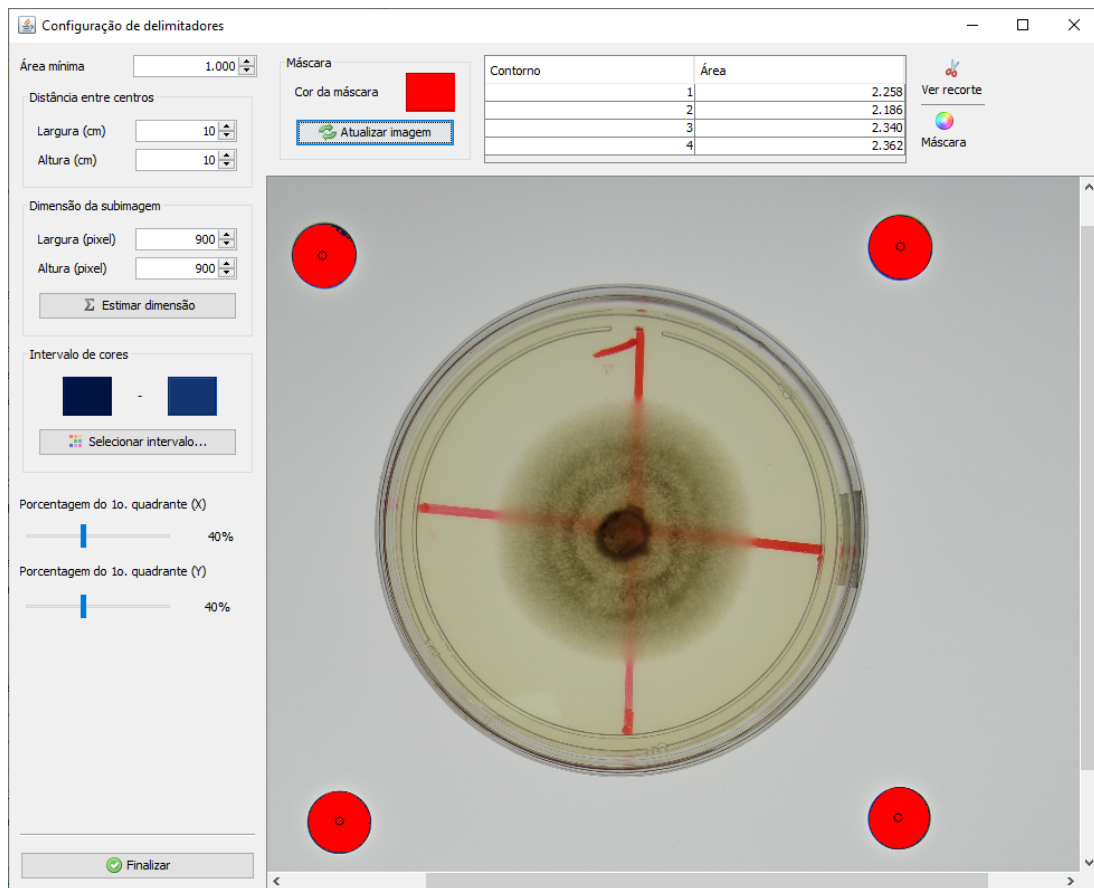 Configuração de delimitadores
Área mínima
1.000
Distância entre centros
Largura (cm)
10
Altura (cm)
10
Dimensão da subimagem
Largura (pixel)
900
Altura (pixel)
900
Σ Estimar dimensão
Intervalo de cores
-
Selecionar intervalo...
Porcentagem do 1o. quadrante (X)
40%
Porcentagem do 1o. quadrante (Y)
40%
Finalizar
Máscara
Cor da máscara
Atualizar imagem
Contorno Área
1 2.258
2 2.186
3 2.340
4 2.362
Ver recorte
Máscara
1